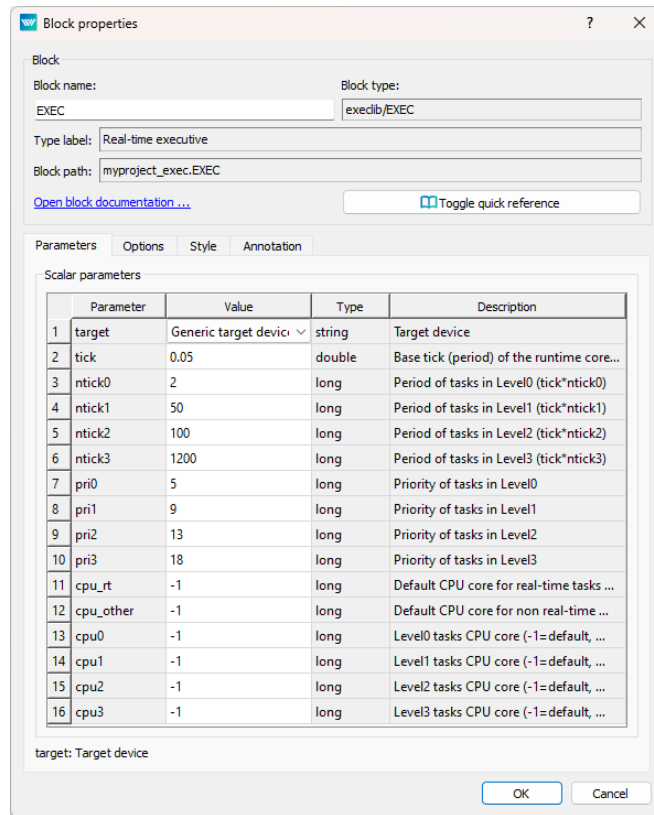 Block properties ? ×
Block
Block name: Block type:
EXEC execlib/EXEC
Type label: Real-time executive
Block path: myproject_exec.EXEC
Open block documentation ... Toggle quick reference
Parameters Options Style Annotation
Scalar parameters
Parameter Value Type Description
1 target Generic target device string Target device
2 tick 0.05 double Base tick (period) of the runtime core...
3 ntick0 2 long Period of tasks in Level0 (tick*ntick0)
4 ntick1 50 long Period of tasks in Level1 (tick*ntick1)
5 ntick2 100 long Period of tasks in Level2 (tick*ntick2)
6 ntick3 1200 long Period of tasks in Level3 (tick*ntick3)
7 pri0 5 long Priority of tasks in Level0
8 pri1 9 long Priority of tasks in Level1
9 pri2 13 long Priority of tasks in Level2
10 pri3 18 long Priority of tasks in Level3
11 cpu_rt -1 long Default CPU core for real-time tasks ...
12 cpu_other -1 long Default CPU core for non real-time ...
13 cpu0 -1 long Level0 tasks CPU core (-1=default, ...
14 cpu1 -1 long Level1 tasks CPU core (-1=default, ...
15 cpu2 -1 long Level2 tasks CPU core (-1=default, ...
16 cpu3 -1 long Level3 tasks CPU core (-1=default, ...
target: Target device
OK Cancel